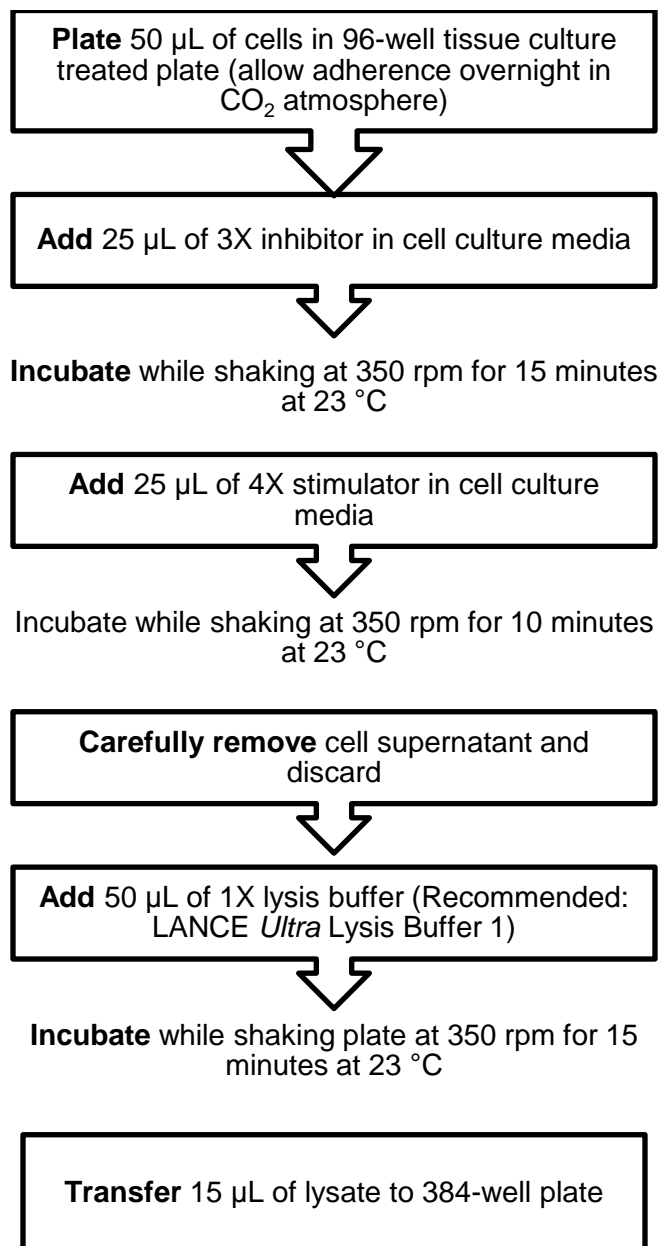 Plate 50 µL of cells in 96-well tissue culture
treated plate (allow adherence overnight in
CO₂ atmosphere)
Add 25 µL of 3X inhibitor in cell culture media
Incubate while shaking at 350 rpm for 15 minutes
at 23 °C
Add 25 µL of 4X stimulator in cell culture
media
Incubate while shaking at 350 rpm for 10 minutes
at 23 °C
Carefully remove cell supernatant and
discard
Add 50 µL of 1X lysis buffer (Recommended:
LANCE Ultra Lysis Buffer 1)
Incubate while shaking plate at 350 rpm for 15
minutes at 23 °C
Transfer 15 µL of lysate to 384-well plate